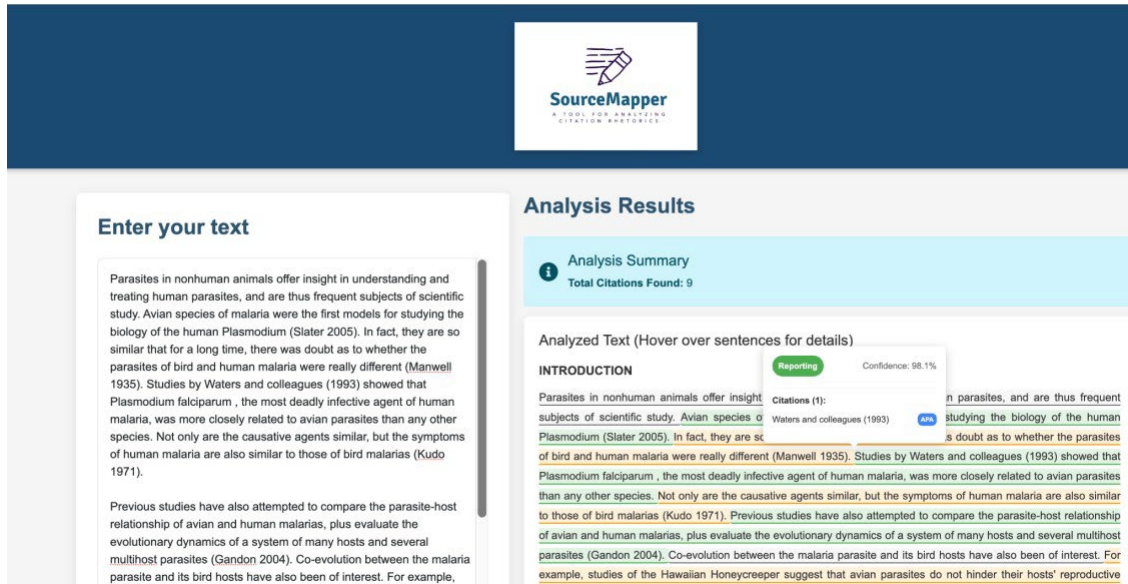 SourceMapper
A TOOL FOR ANALYZING
CITATION RHETORICS
Enter your text
Parasites in nonhuman animals offer insight in understanding and
treating human parasites, and are thus frequent subjects of scientific
study. Avian species of malaria were the first models for studying the
biology of the human Plasmodium (Slater 2005). In fact, they are so
similar that for a long time, there was doubt as to whether the
parasites of bird and human malaria were really different (Manwell
1935). Studies by Waters and colleagues (1993) showed that
Plasmodium falciparum , the most deadly infective agent of human
malaria, was more closely related to avian parasites than any other
species. Not only are the causative agents similar, but the symptoms
of human malaria are also similar to those of bird malarias (Kudo
1971).
Previous studies have also attempted to compare the parasite-host
relationship of avian and human malarias, plus evaluate the
evolutionary dynamics of a system of many hosts and several
multihost parasites (Gandon 2004). Co-evolution between the malaria
parasite and its bird hosts have also been of interest. For example,
Analysis Results
Analysis Summary
Total Citations Found: 9
Analyzed Text (Hover over sentences for details)
INTRODUCTION
Reporting
Confidence: 98.1%
Citations (1):
Waters and colleagues (1993)
APA
Parasites in nonhuman animals offer insight n parasites, and are thus frequent
subjects of scientific study. Avian species o studying the biology of the human
Plasmodium (Slater 2005). In fact, they are so s doubt as to whether the parasites
of bird and human malaria were really different (Manwell 1935). Studies by Waters and colleagues (1993) showed that
Plasmodium falciparum , the most deadly infective agent of human malaria, was more closely related to avian parasites
than any other species. Not only are the causative agents similar, but the symptoms of human malaria are also similar
to those of bird malarias (Kudo 1971). Previous studies have also attempted to compare the parasite-host relationship
of avian and human malarias, plus evaluate the evolutionary dynamics of a system of many hosts and several multihost
parasites (Gandon 2004). Co-evolution between the malaria parasite and its bird hosts have also been of interest. For
example, studies of the Hawaiian Honeycreeper suggest that avian parasites do not hinder their hosts' reproductive